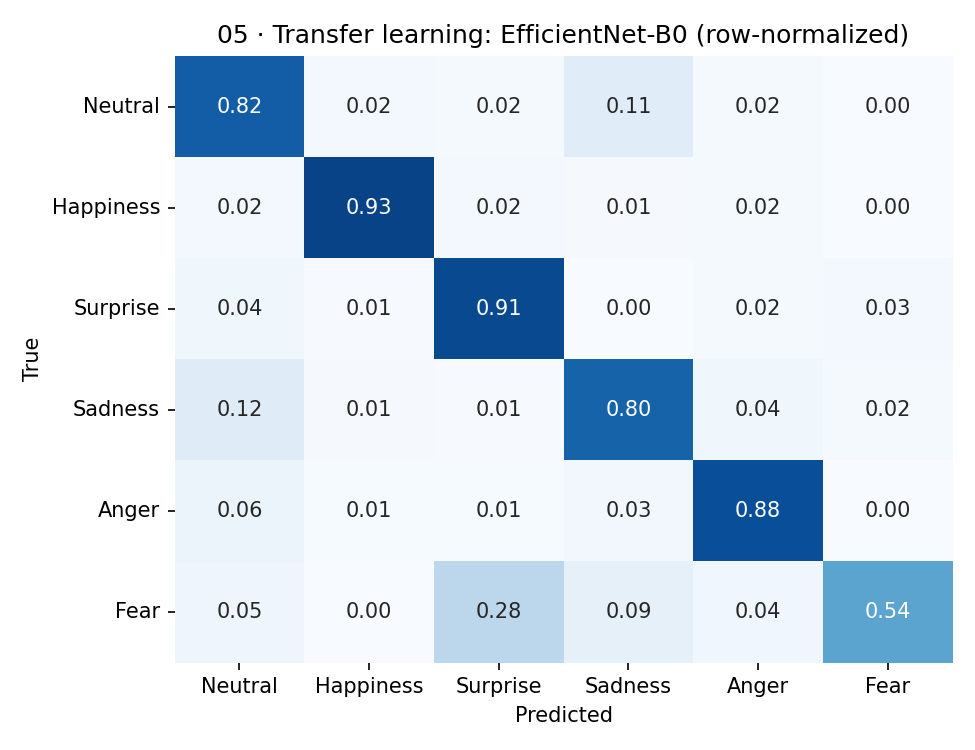 05 · Transfer learning: EfficientNet-B0 (row-normalized)
Neutral 0.82 0.02 0.02 0.11 0.02 0.00
Happiness 0.02 0.93 0.02 0.01 0.02 0.00
Surprise 0.04 0.01 0.91 0.00 0.02 0.03
True
Sadness 0.12 0.01 0.01 0.80 0.04 0.02
Anger 0.06 0.01 0.01 0.03 0.88 0.00
Fear 0.05 0.00 0.28 0.09 0.04 0.54
Neutral Happiness Surprise Sadness Anger Fear
Predicted